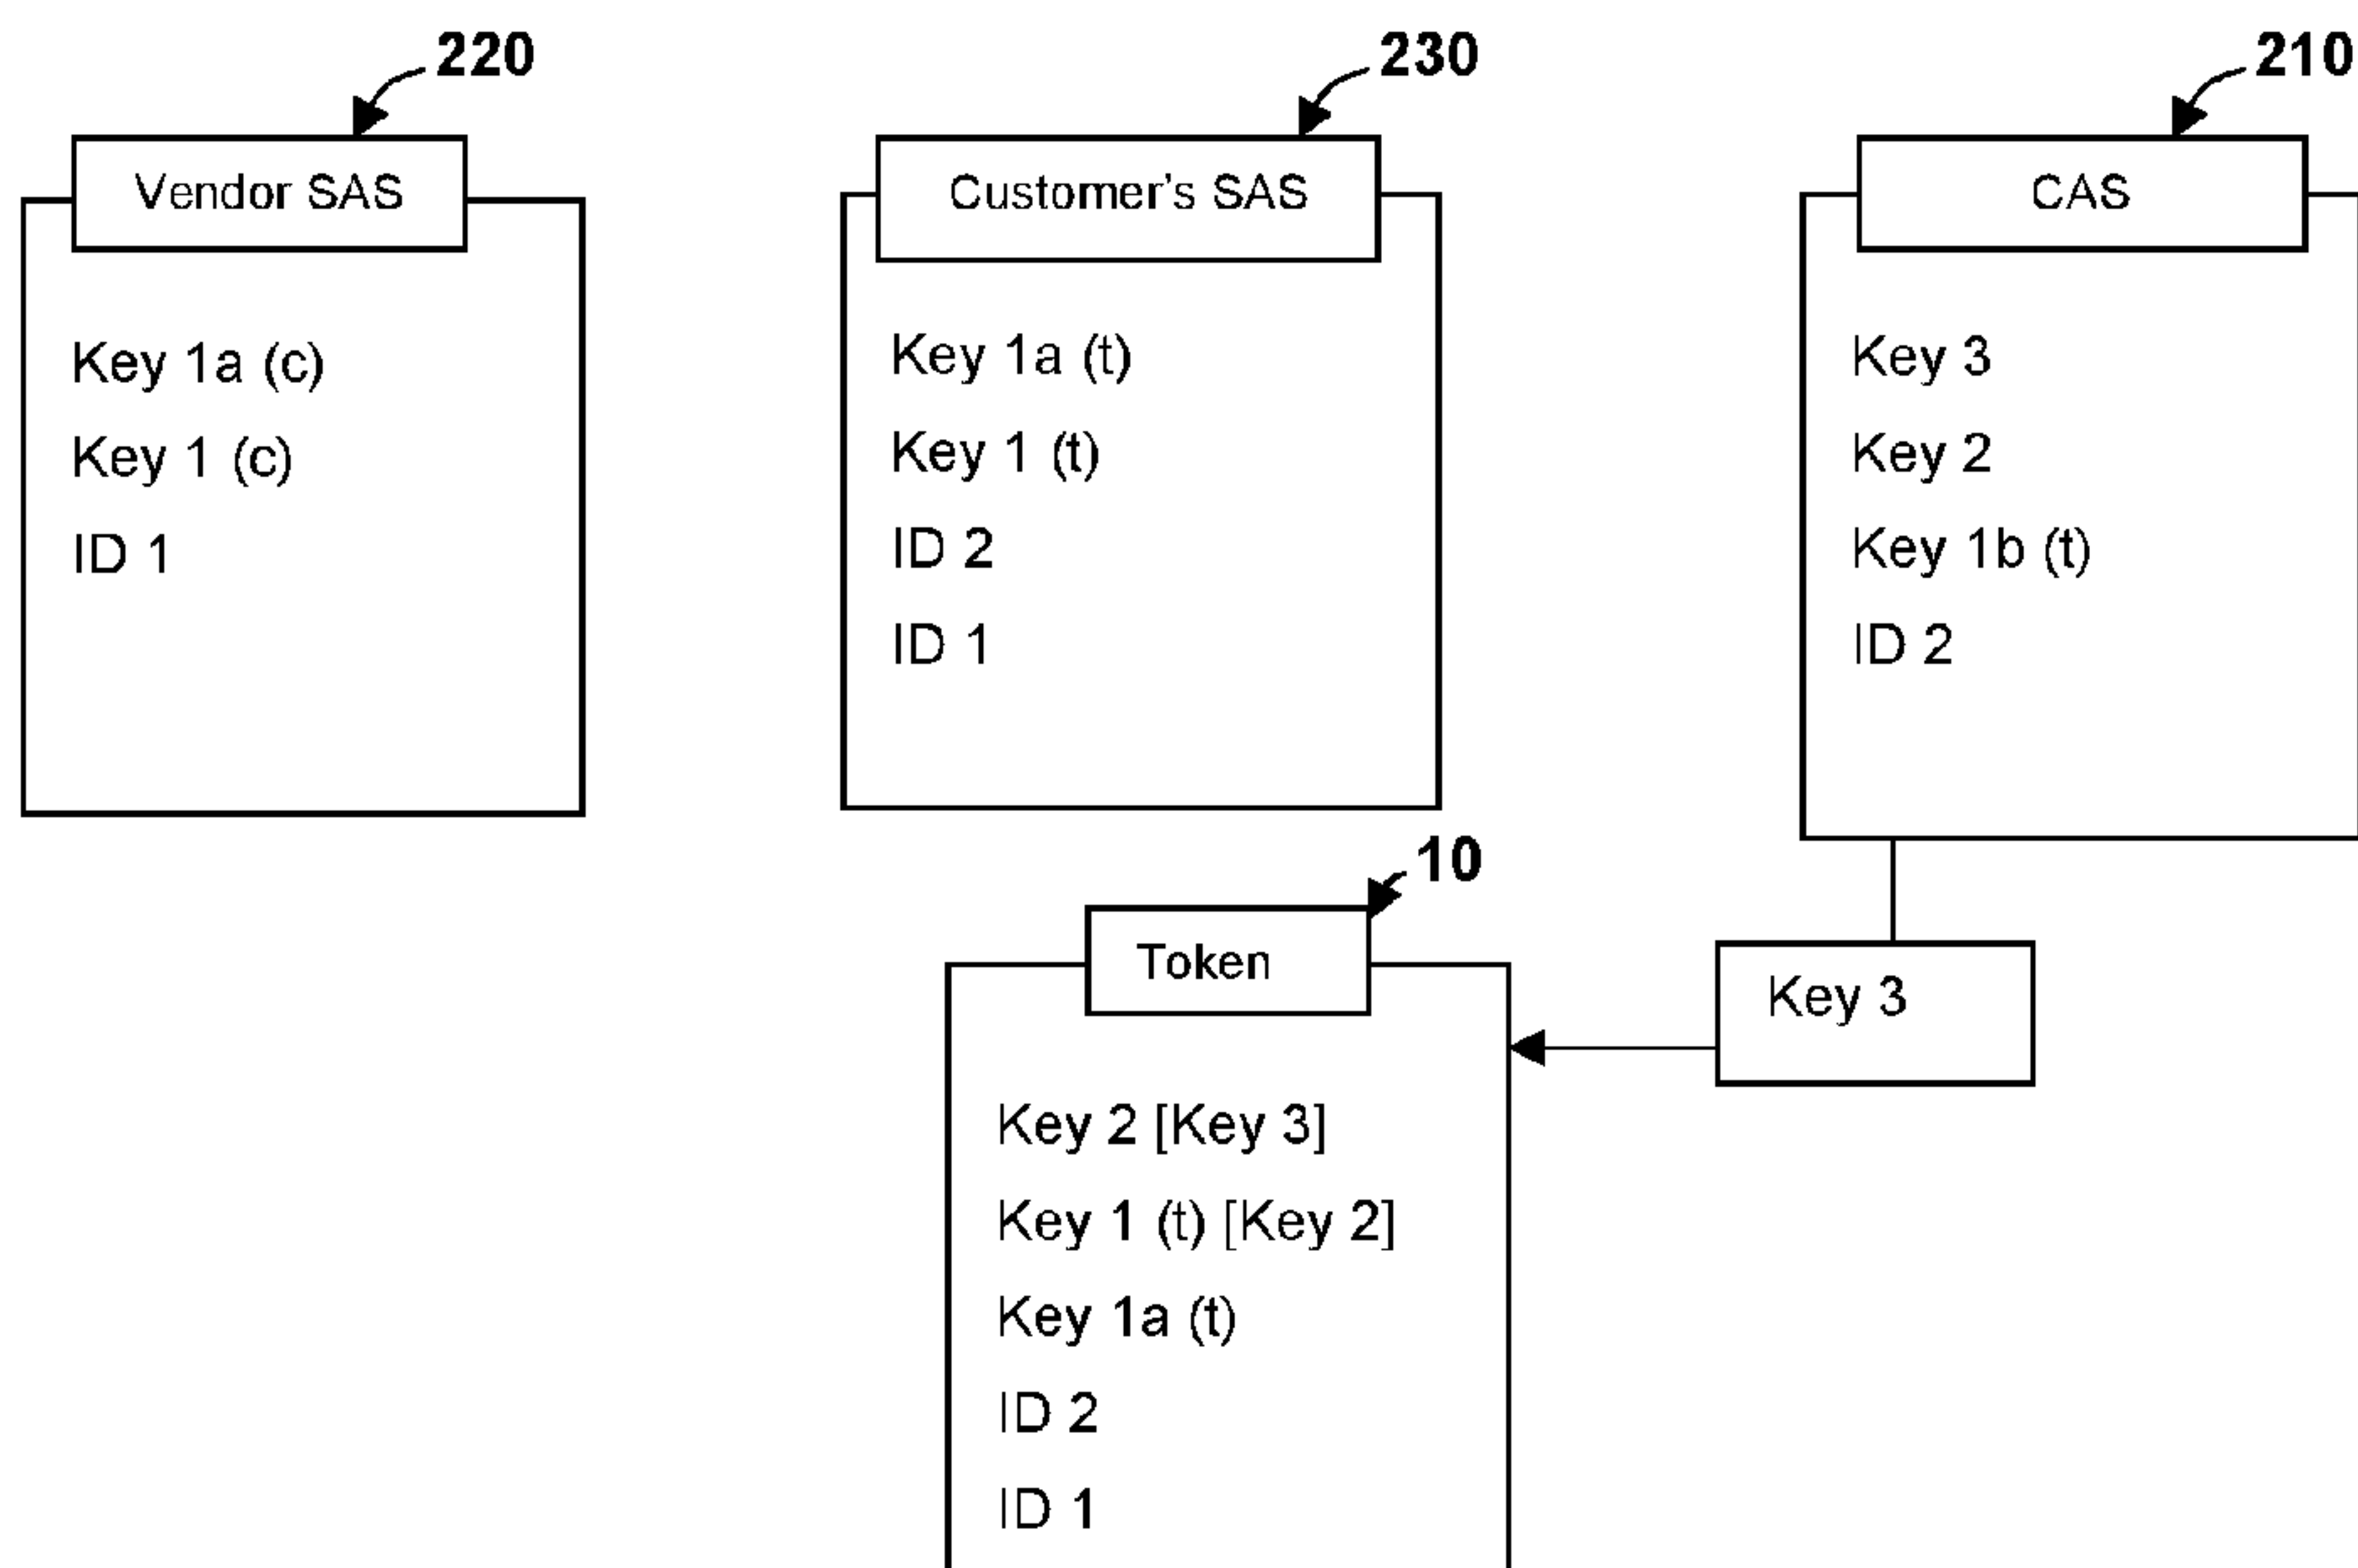 220
230
210
Vendor SAS
Customer's SAS
CAS
Key 1a (c)
Key 1 (c)
ID 1
Key 1a (t)
Key 1 (t)
ID 2
ID 1
Key 3
Key 2
Key 1b (t)
ID 2
10
Token
Key 3
Key 2 [Key 3]
Key 1 (t) [Key 2]
Key 1a (t)
ID 2
ID 1